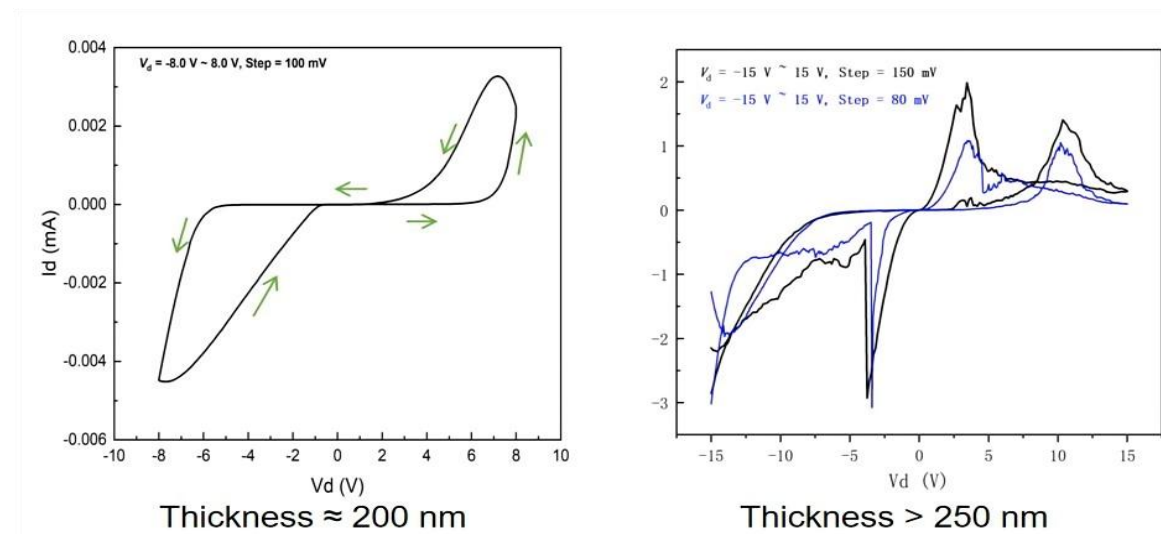 V_d = -8.0 V ~ 8.0 V, Step = 100 mV
0.004
0.002
0.000
-0.002
-0.004
-0.006
Id (mA)
-10 -8 -6 -4 -2 0 2 4 6 8 10
Vd (V)
Thickness ≈ 200 nm
V_d = -15 V ~ 15 V, Step = 150 mV
V_d = -15 V ~ 15 V, Step = 80 mV
2
1
0
-1
-2
-3
-15 -10 -5 0 5 10 15
Vd (V)
Thickness > 250 nm